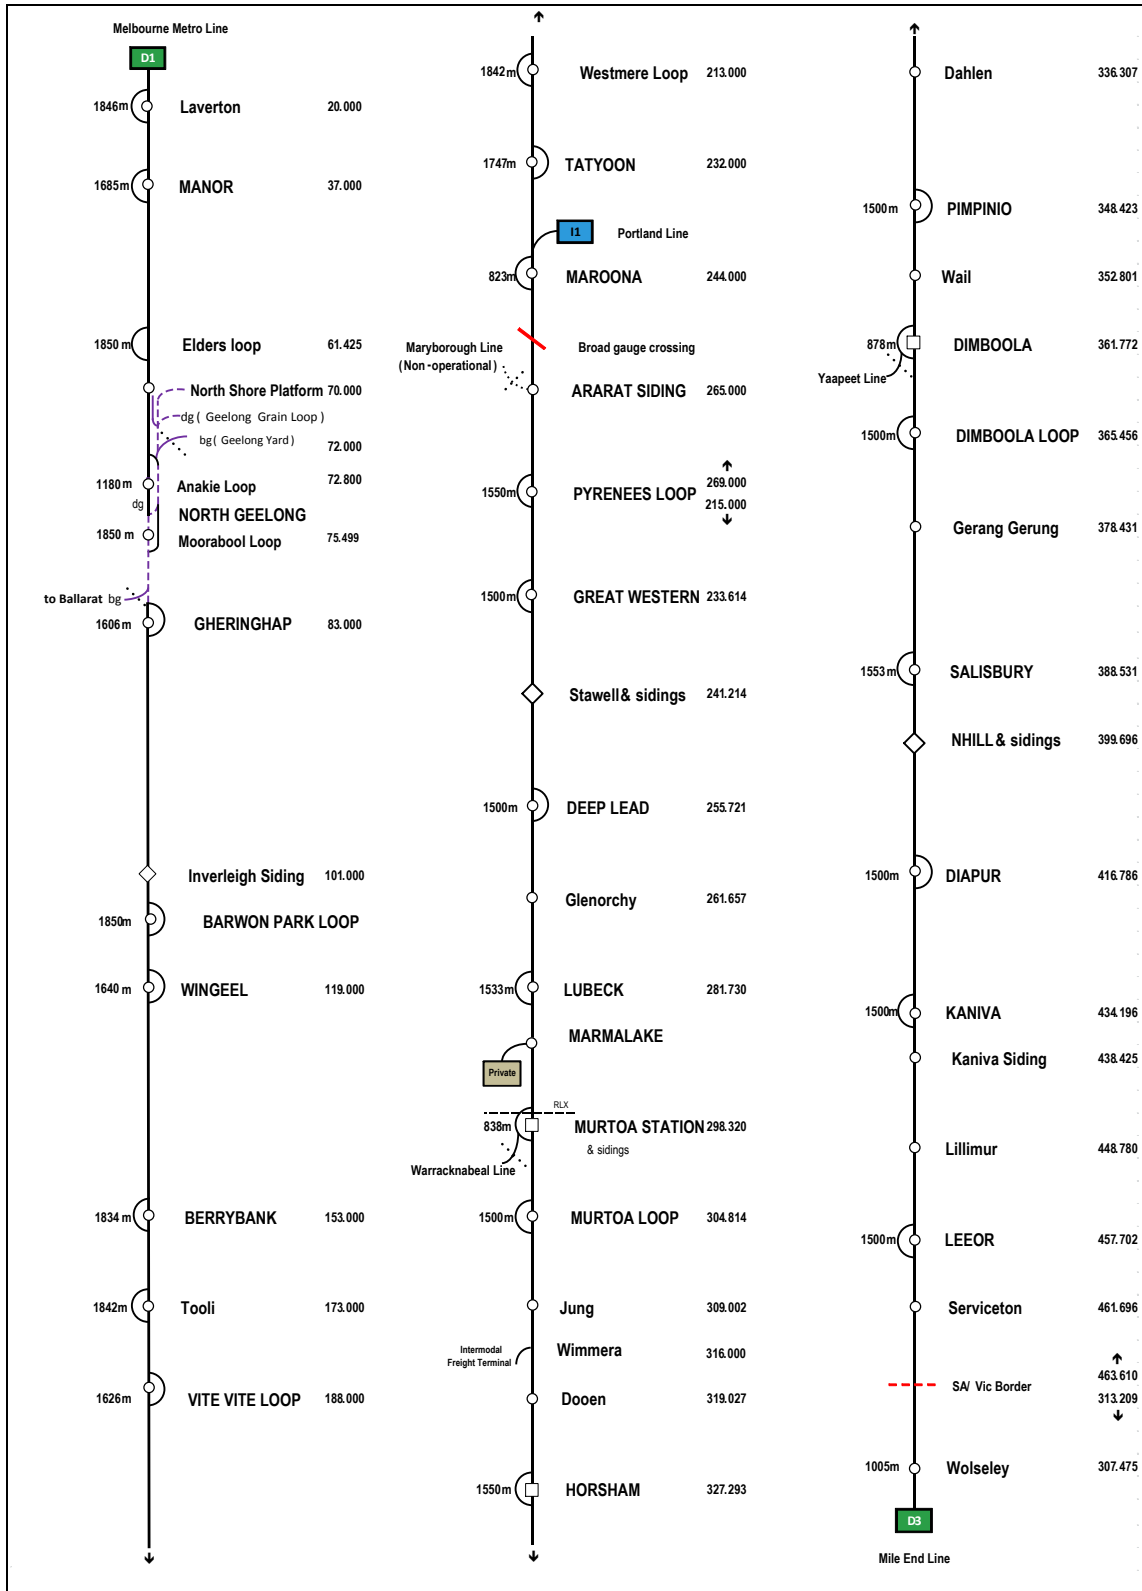 Melbourne Metro Line
D1
1846m Laverton 20.000
1685m MANOR 37.000
1850 m Elders loop 61.425
North Shore Platform 70.000
dg ( Geelong Grain Loop )
bg ( Geelong Yard )
72.000
1180m Anakie Loop 72.800
dg
NORTH GEELONG
1850 m Moorabool Loop 75.499
to Ballarat bg
1606m GHERINGHAP 83.000
Inverleigh Siding 101.000
1850m BARWON PARK LOOP
1640 m WINGEEL 119.000
1834 m BERRYBANK 153.000
1842m Tooli 173.000
1626m VITE VITE LOOP 188.000
1842m Westmere Loop 213.000
1747m TATYOON 232.000
I1 Portland Line
823m MAROONA 244.000
Broad gauge crossing
Maryborough Line
(Non-operational)
ARARAT SIDING 265.000
1550m PYRENEES LOOP 269.000
215.000
1500m GREAT WESTERN 233.614
Stawell & sidings 241.214
1500m DEEP LEAD 255.721
Glenorchy 261.657
1533m LUBECK 281.730
MARMALAKE
Private
RLX
838m MURTOA STATION 298.320
& sidings
Warracknabeal Line
1500m MURTOA LOOP 304.814
Jung 309.002
Intermodal
Freight Terminal
Wimmera 316.000
Dooen 319.027
1550m HORSHAM 327.293
Dahlen 336.307
1500m PIMPINIO 348.423
Wail 352.801
878m DIMBOOLA 361.772
Yaapeet Line
1500m DIMBOOLA LOOP 365.456
Gerang Gerung 378.431
1553m SALISBURY 388.531
NHILL & sidings 399.696
1500m DIAPUR 416.786
1500m KANIVA 434.196
Kaniva Siding 438.425
Lillimur 448.780
1500m LEEOR 457.702
Serviceton 461.696
463.610
SA/ Vic Border
313.209
1005m Wolseley 307.475
D3
Mile End Line